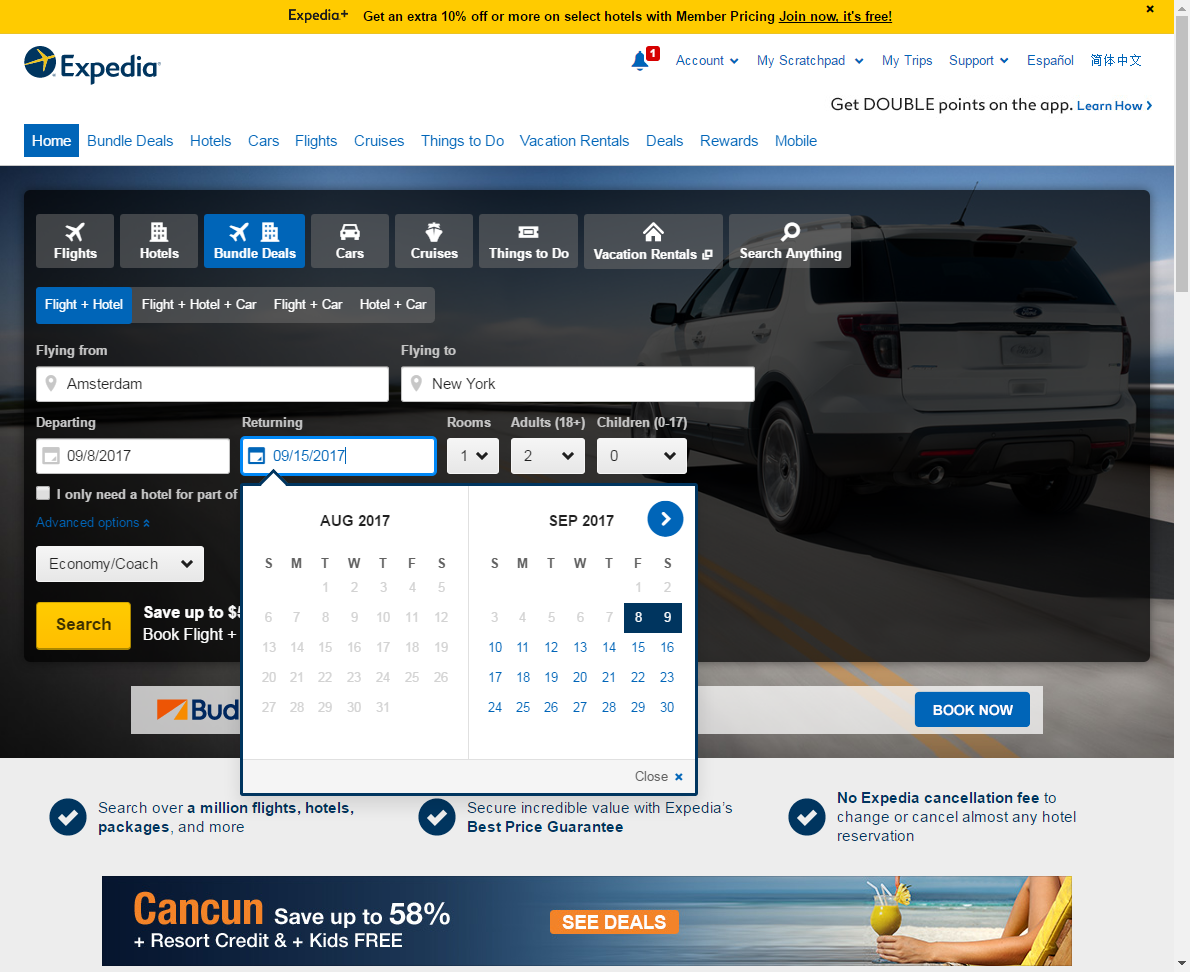 Expedia+ Get an extra 10% off or more on select hotels with Member Pricing Join now, it's free! ×
Expedia
1 Account My Scratchpad My Trips Support Español 简体中文
Get DOUBLE points on the app. Learn How
Home Bundle Deals Hotels Cars Flights Cruises Things to Do Vacation Rentals Deals Rewards Mobile
Flights Hotels Bundle Deals Cars Cruises Things to Do Vacation Rentals Search Anything
Flight + Hotel Flight + Hotel + Car Flight + Car Hotel + Car
Flying from Flying to
Amsterdam New York
Departing Returning Rooms Adults (18+) Children (0-17)
09/8/2017 09/15/2017 1 2 0
I only need a hotel for part of
Advanced options
Economy/Coach
Search
Save up to $
Book Flight +
AUG 2017
S M T W T F S
1 2 3 4 5
6 7 8 9 10 11 12
13 14 15 16 17 18 19
20 21 22 23 24 25 26
27 28 29 30 31
SEP 2017
S M T W T F S
1 2
3 4 5 6 7 8 9
10 11 12 13 14 15 16
17 18 19 20 21 22 23
24 25 26 27 28 29 30
Close ×
Bud
BOOK NOW
Search over a million flights, hotels,
packages, and more
Secure incredible value with Expedia's
Best Price Guarantee
No Expedia cancellation fee to
change or cancel almost any hotel
reservation
Cancun Save up to 58%
+ Resort Credit & + Kids FREE
SEE DEALS